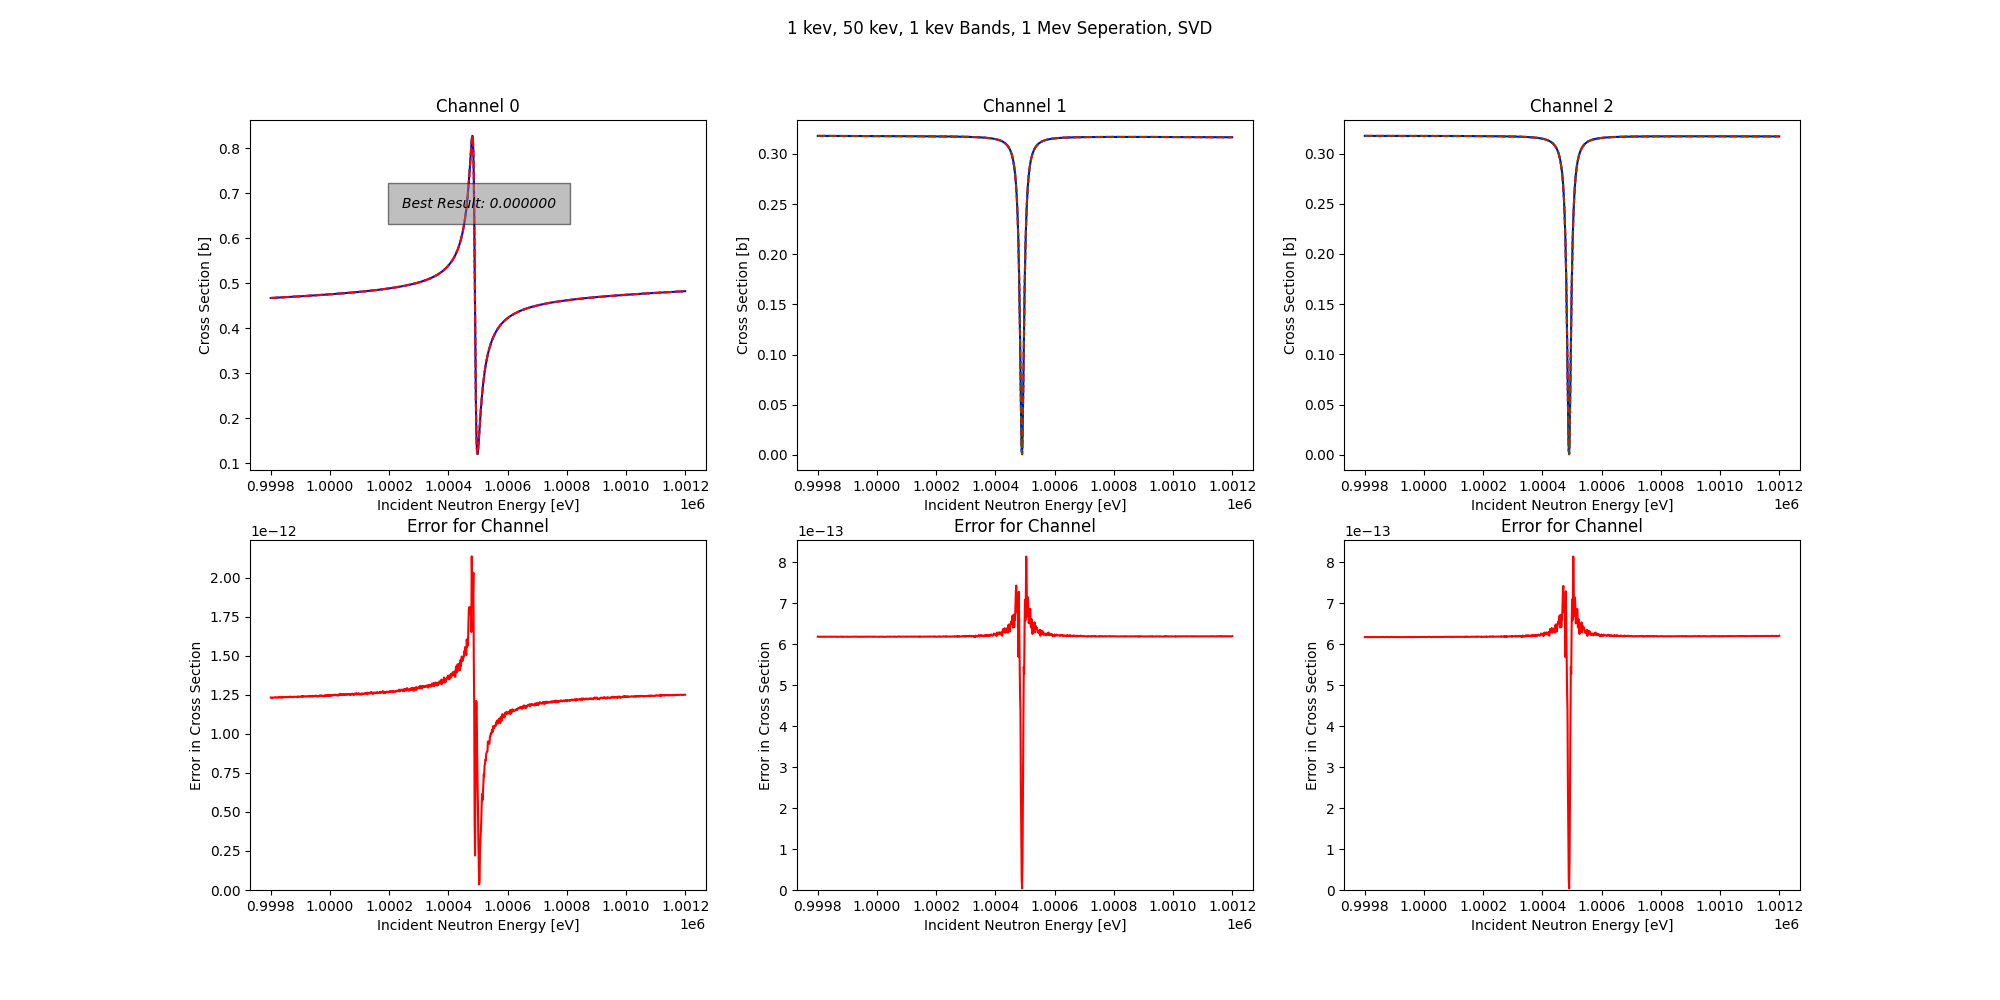 1 kev, 50 kev, 1 kev Bands, 1 Mev Seperation, SVD
Channel 0
Cross Section [b]
0.8
0.7
0.6
0.5
0.4
0.3
0.2
0.1
Best Result: 0.000000
0.9998 1.0000 1.0002 1.0004 1.0006 1.0008 1.0010 1.0012
Incident Neutron Energy [eV]
1e6
Channel 1
Cross Section [b]
0.30
0.25
0.20
0.15
0.10
0.05
0.00
0.9998 1.0000 1.0002 1.0004 1.0006 1.0008 1.0010 1.0012
Incident Neutron Energy [eV]
1e6
Channel 2
Cross Section [b]
0.30
0.25
0.20
0.15
0.10
0.05
0.00
0.9998 1.0000 1.0002 1.0004 1.0006 1.0008 1.0010 1.0012
Incident Neutron Energy [eV]
1e6
Error for Channel
1e−12
Error in Cross Section
2.00
1.75
1.50
1.25
1.00
0.75
0.50
0.25
0.00
0.9998 1.0000 1.0002 1.0004 1.0006 1.0008 1.0010 1.0012
Incident Neutron Energy [eV]
1e6
Error for Channel
1e−13
Error in Cross Section
8
7
6
5
4
3
2
1
0
0.9998 1.0000 1.0002 1.0004 1.0006 1.0008 1.0010 1.0012
Incident Neutron Energy [eV]
1e6
Error for Channel
1e−13
Error in Cross Section
8
7
6
5
4
3
2
1
0
0.9998 1.0000 1.0002 1.0004 1.0006 1.0008 1.0010 1.0012
Incident Neutron Energy [eV]
1e6